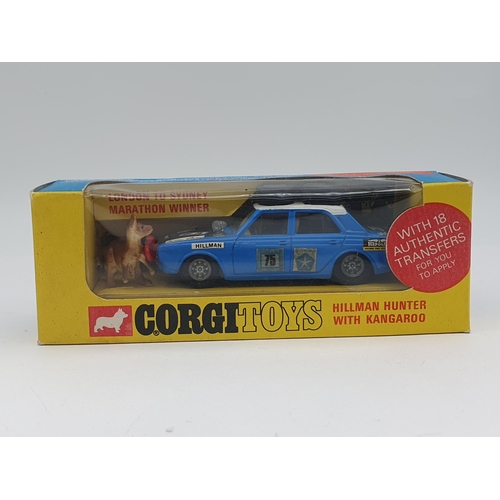 LONDON TO SYDNEY
MARATHON WINNER
WITH 18
AUTHENTIC
TRANSFERS
FOR YOU
TO APPLY
HILLMAN
75
CORGI TOYS
HILLMAN HUNTER
WITH KANGAROO